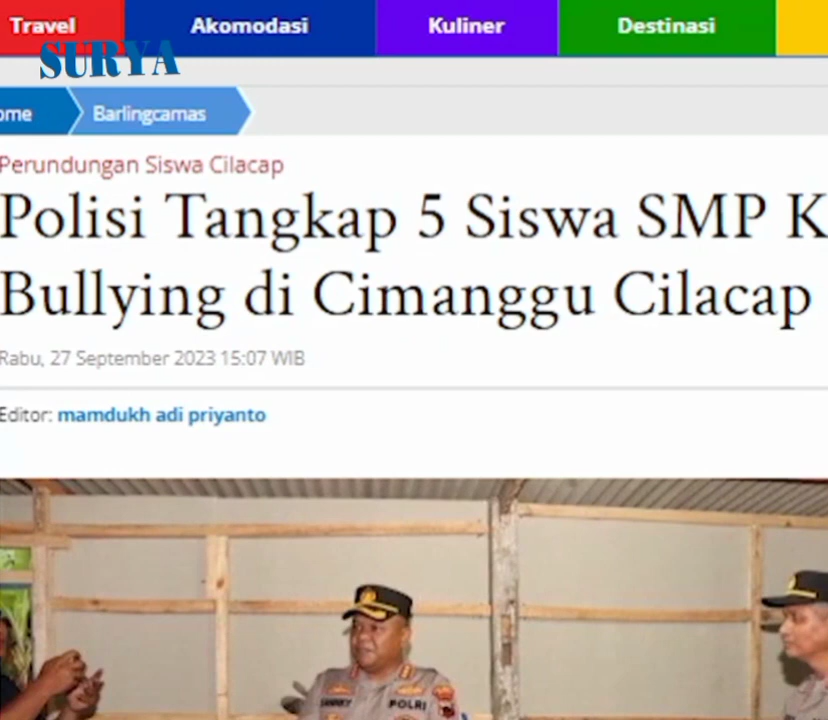 Travel Akomodasi Kuliner Destinasi
SURYA
ome Barlingcamas
Perundungan Siswa Cilacap
Polisi Tangkap 5 Siswa SMP K
Bullying di Cimanggu Cilacap
Rabu, 27 September 2023 15:07 WIB
Editor: mamdukh adi priyanto
POLRI